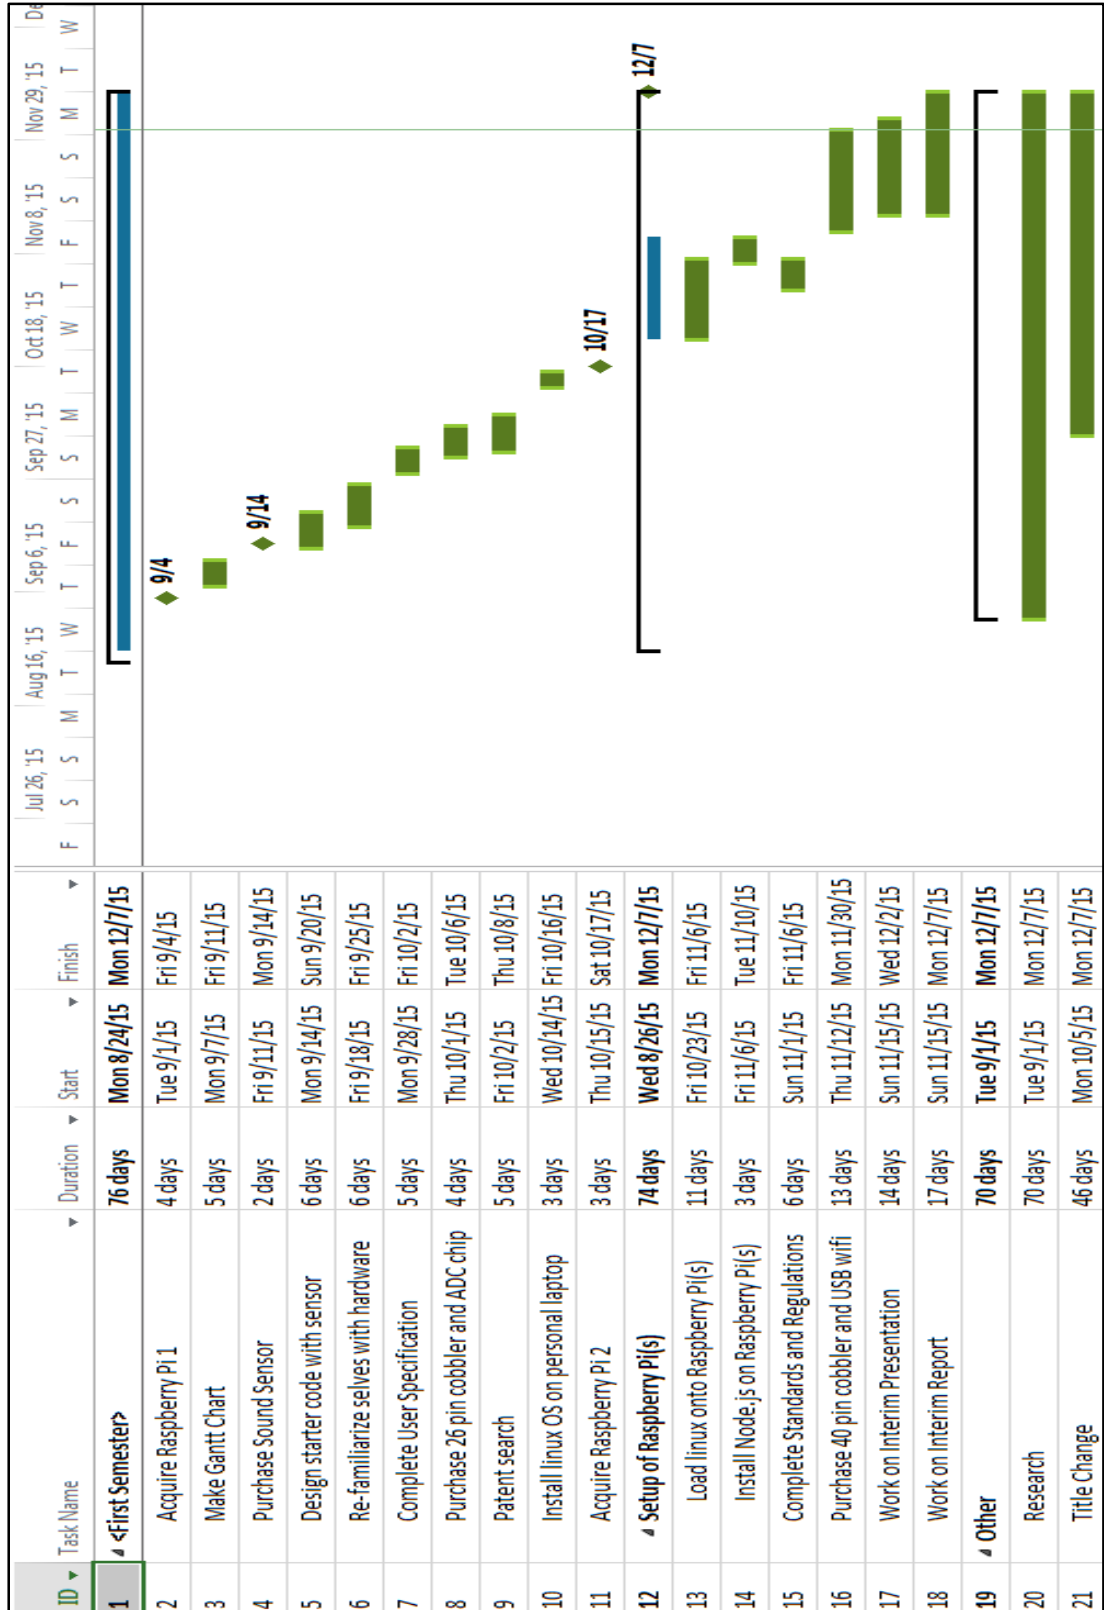 ID Task Name Duration Start Finish
Jul 26, '15 Aug 16, '15 Sep 6, '15 Sep 27, '15 Oct 18, '15 Nov 8, '15 Nov 29, '15 De
F S S M T W T F S S M T W T F S S M T W
1 <First Semester> 76 days Mon 8/24/15 Mon 12/7/15
2 Acquire Raspberry Pi 1 4 days Tue 9/1/15 Fri 9/4/15 9/4
3 Make Gantt Chart 5 days Mon 9/7/15 Fri 9/11/15
4 Purchase Sound Sensor 2 days Fri 9/11/15 Mon 9/14/15 9/14
5 Design starter code with sensor 6 days Mon 9/14/15 Sun 9/20/15
6 Re-familiarize selves with hardware 6 days Fri 9/18/15 Fri 9/25/15
7 Complete User Specification 5 days Mon 9/28/15 Fri 10/2/15
8 Purchase 26 pin cobbler and ADC chip 4 days Thu 10/1/15 Tue 10/6/15
9 Patent search 5 days Fri 10/2/15 Thu 10/8/15
10 Install linux OS on personal laptop 3 days Wed 10/14/15 Fri 10/16/15
11 Acquire Raspberry Pi 2 3 days Thu 10/15/15 Sat 10/17/15 10/17
12 Setup of Raspberry Pi(s) 74 days Wed 8/26/15 Mon 12/7/15 12/7
13 Load linux onto Raspberry Pi(s) 11 days Fri 10/23/15 Fri 11/6/15
14 Install Node.js on Raspberry Pi(s) 3 days Fri 11/6/15 Tue 11/10/15
15 Complete Standards and Regulations 6 days Sun 11/1/15 Fri 11/6/15
16 Purchase 40 pin cobbler and USB wifi 13 days Thu 11/12/15 Mon 11/30/15
17 Work on Interim Presentation 14 days Sun 11/15/15 Wed 12/2/15
18 Work on Interim Report 17 days Sun 11/15/15 Mon 12/7/15
19 Other 70 days Tue 9/1/15 Mon 12/7/15
20 Research 70 days Tue 9/1/15 Mon 12/7/15
21 Title Change 46 days Mon 10/5/15 Mon 12/7/15